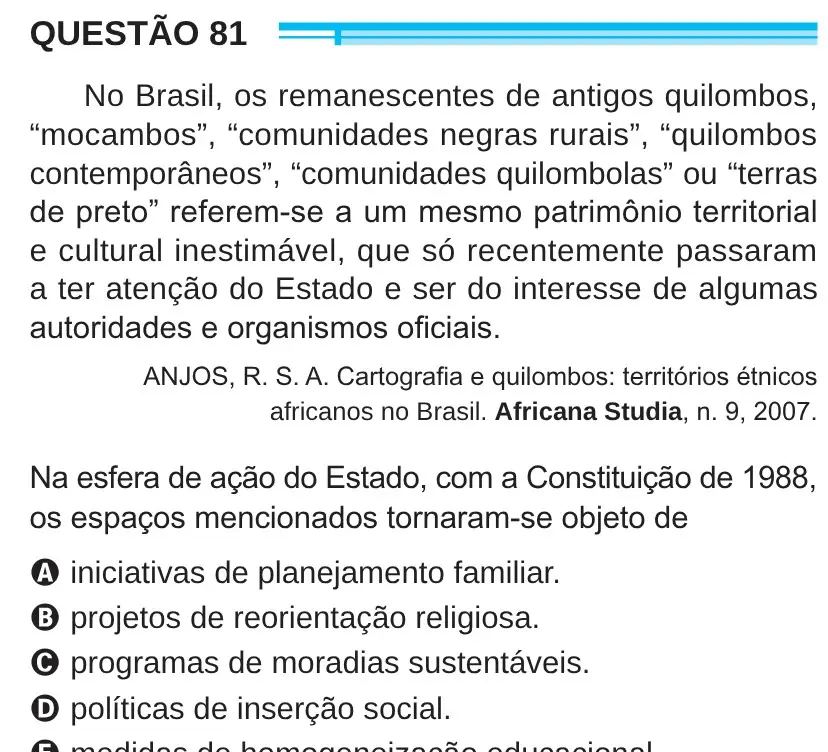 QUESTÃO 81
No Brasil, os remanescentes de antigos quilombos,
“mocambos”, “comunidades negras rurais”, “quilombos
contemporâneos”, “comunidades quilombolas” ou “terras
de preto” referem-se a um mesmo patrimônio territorial
e cultural inestimável, que só recentemente passaram
a ter atenção do Estado e ser do interesse de algumas
autoridades e organismos oficiais.
ANJOS, R. S. A. Cartografia e quilombos: territórios étnicos
africanos no Brasil. Africana Studia, n. 9, 2007.
Na esfera de ação do Estado, com a Constituição de 1988,
os espaços mencionados tornaram-se objeto de
A iniciativas de planejamento familiar.
B projetos de reorientação religiosa.
C programas de moradias sustentáveis.
D políticas de inserção social.
E medidas de homogeneização educacional